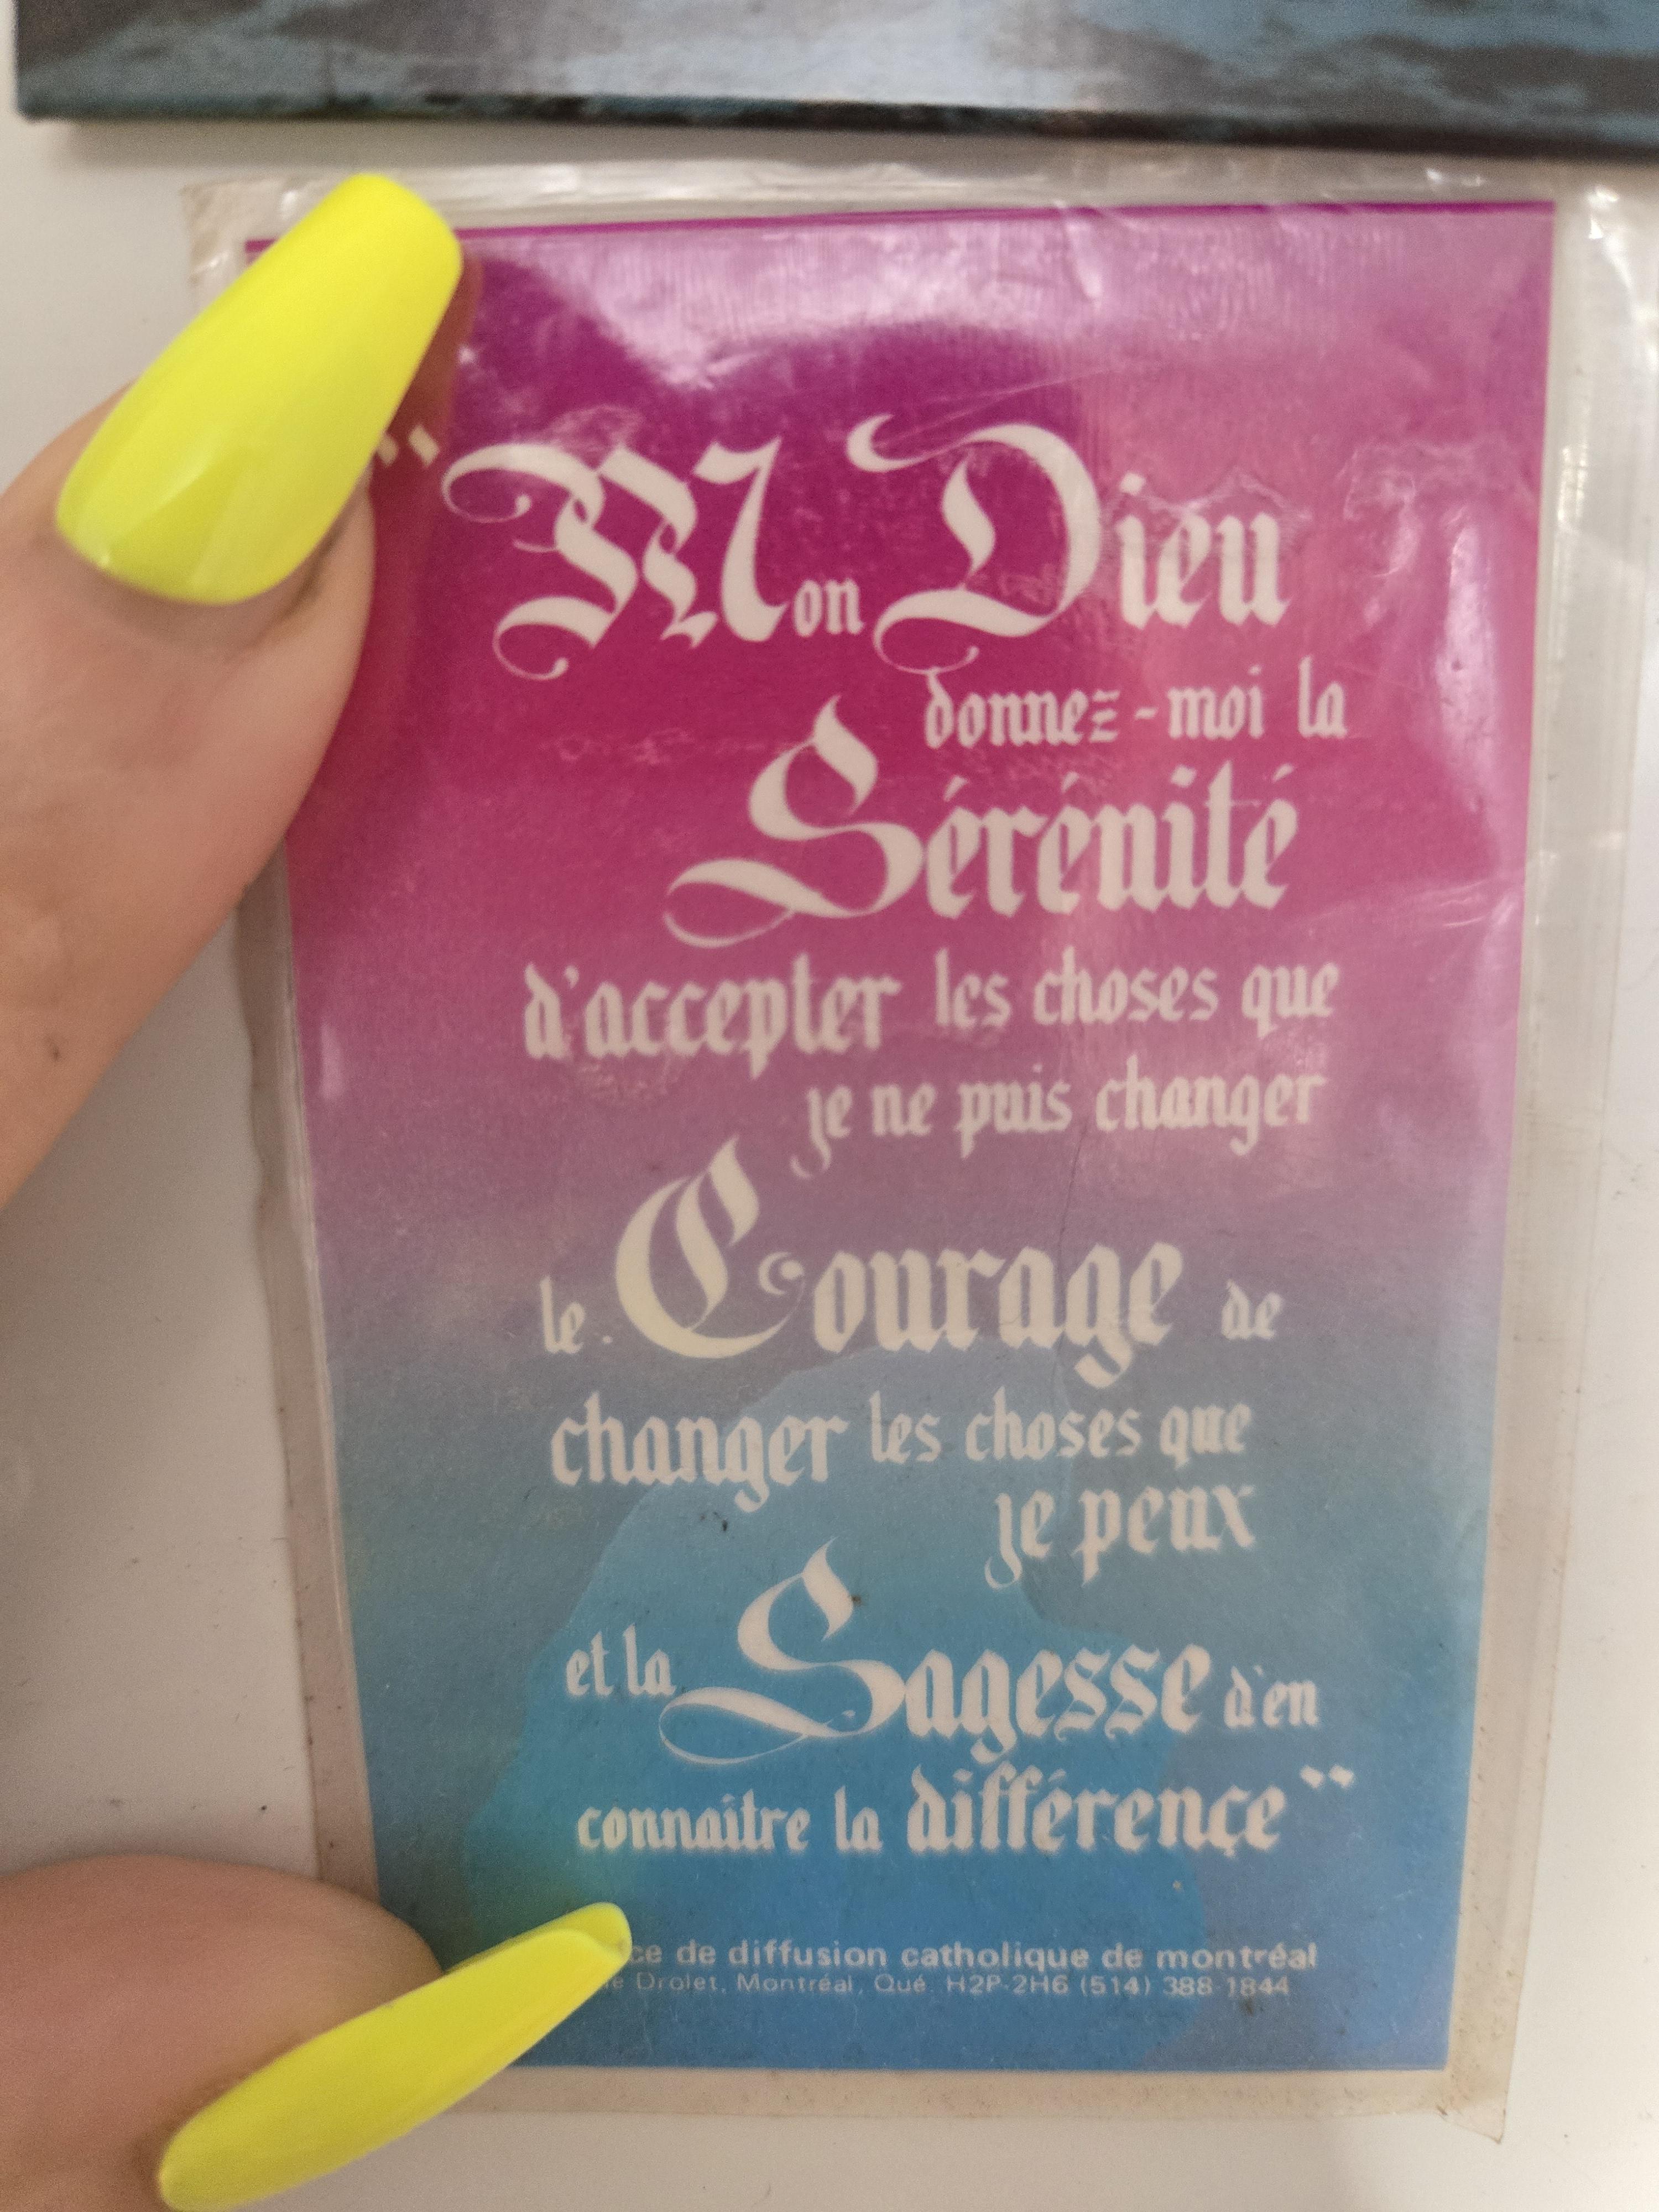 "Mon Dieu
donnez-moi la
Sérénité
d'accepter les choses que
je ne puis changer
le Courage de
changer les choses que
je peux
et la Sagesse d'en
connaître la différence"
de diffusion catholique de montréal
Drolet, Montréal, Qué. H2P-2H6 (514) 388-1844